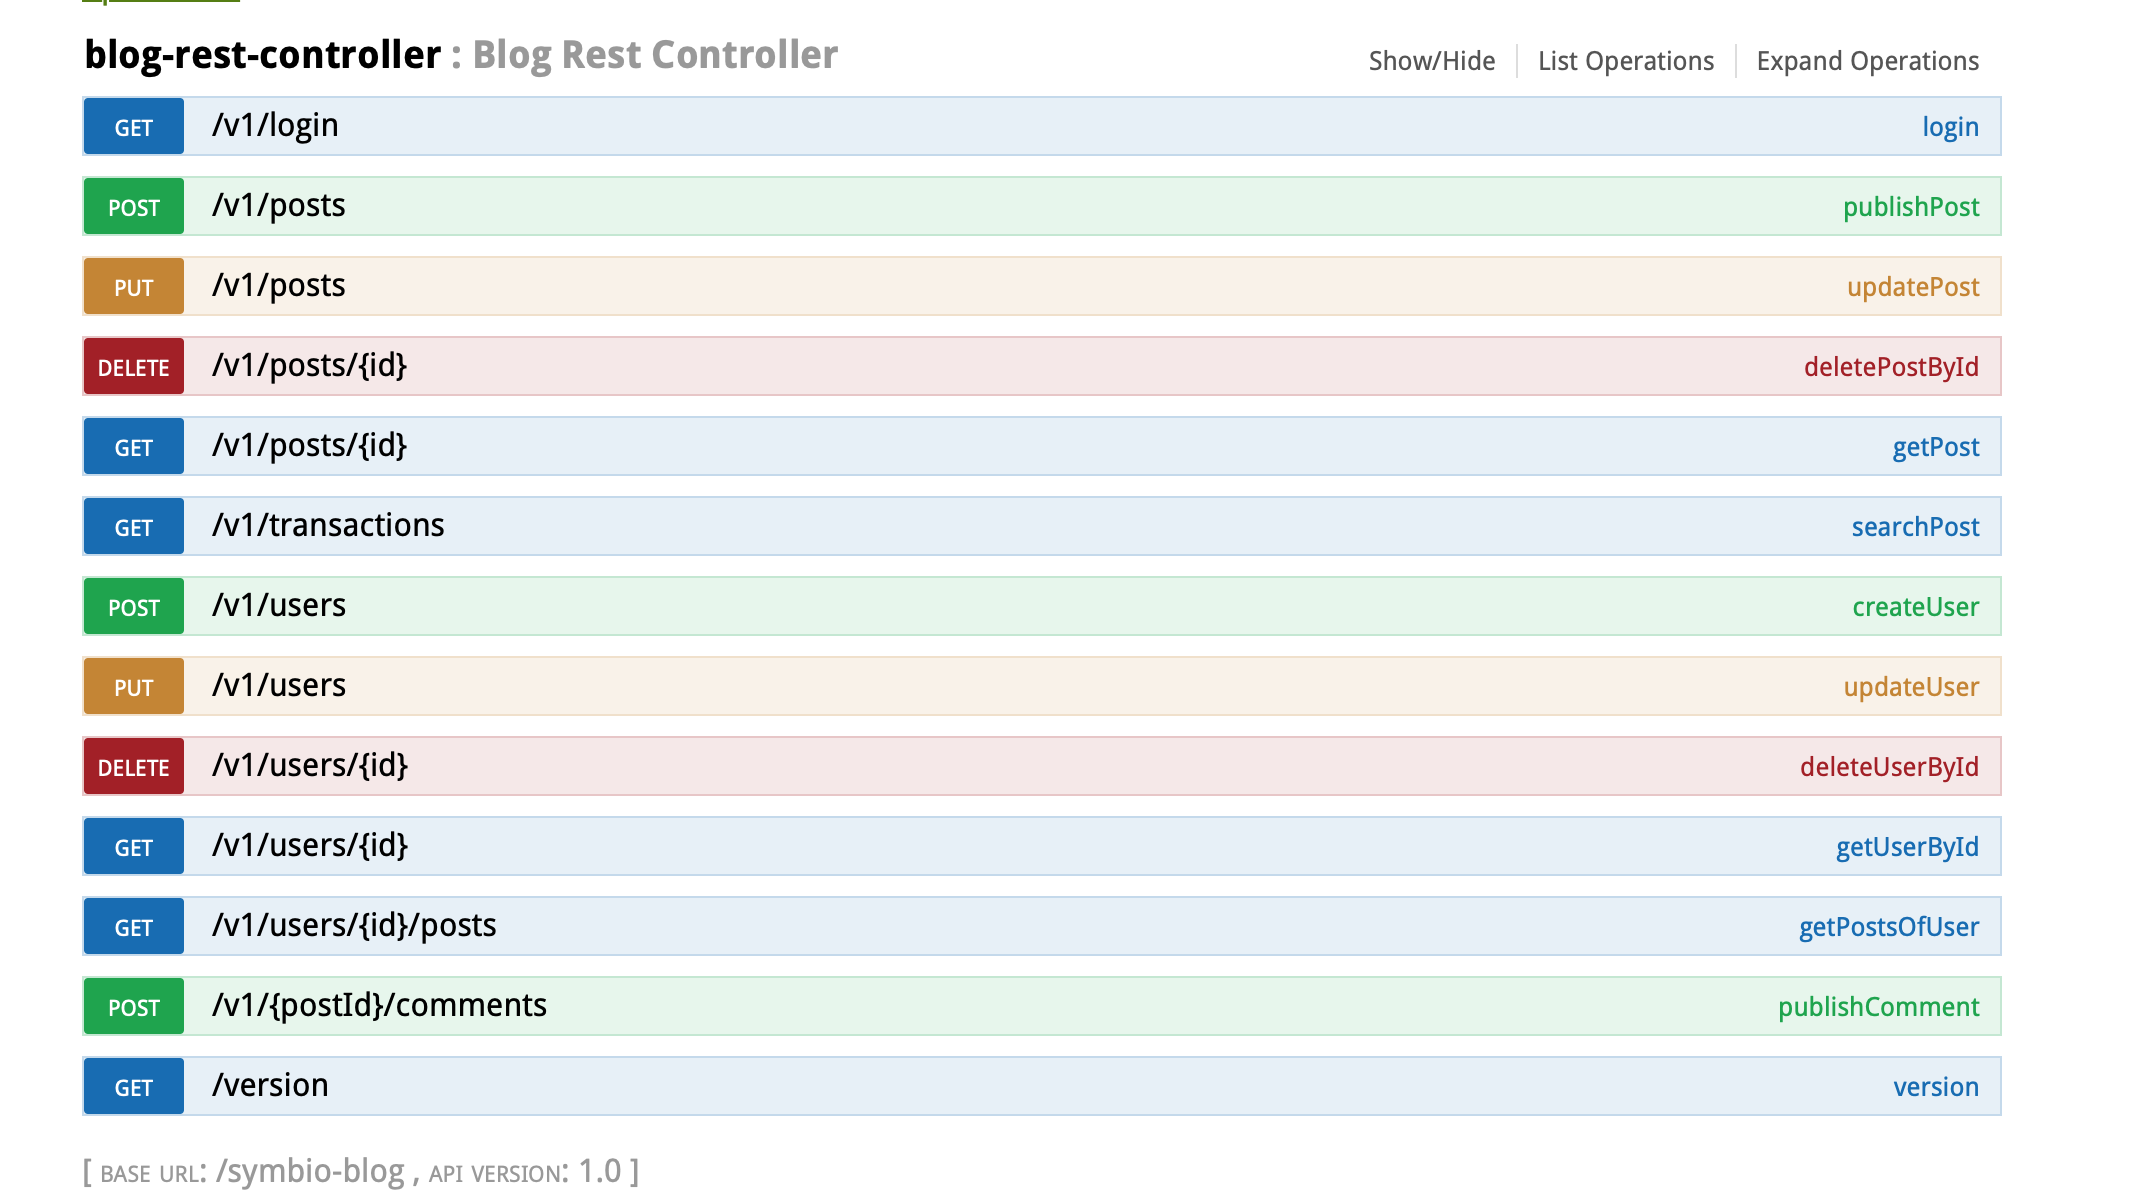 blog-rest-controller : Blog Rest Controller Show/Hide List Operations Expand Operations
GET /v1/login login
POST /v1/posts publishPost
PUT /v1/posts updatePost
DELETE /v1/posts/{id} deletePostById
GET /v1/posts/{id} getPost
GET /v1/transactions searchPost
POST /v1/users createUser
PUT /v1/users updateUser
DELETE /v1/users/{id} deleteUserById
GET /v1/users/{id} getUserById
GET /v1/users/{id}/posts getPostsOfUser
POST /v1/{postId}/comments publishComment
GET /version version
[ BASE URL: /symbio-blog , API VERSION: 1.0 ]